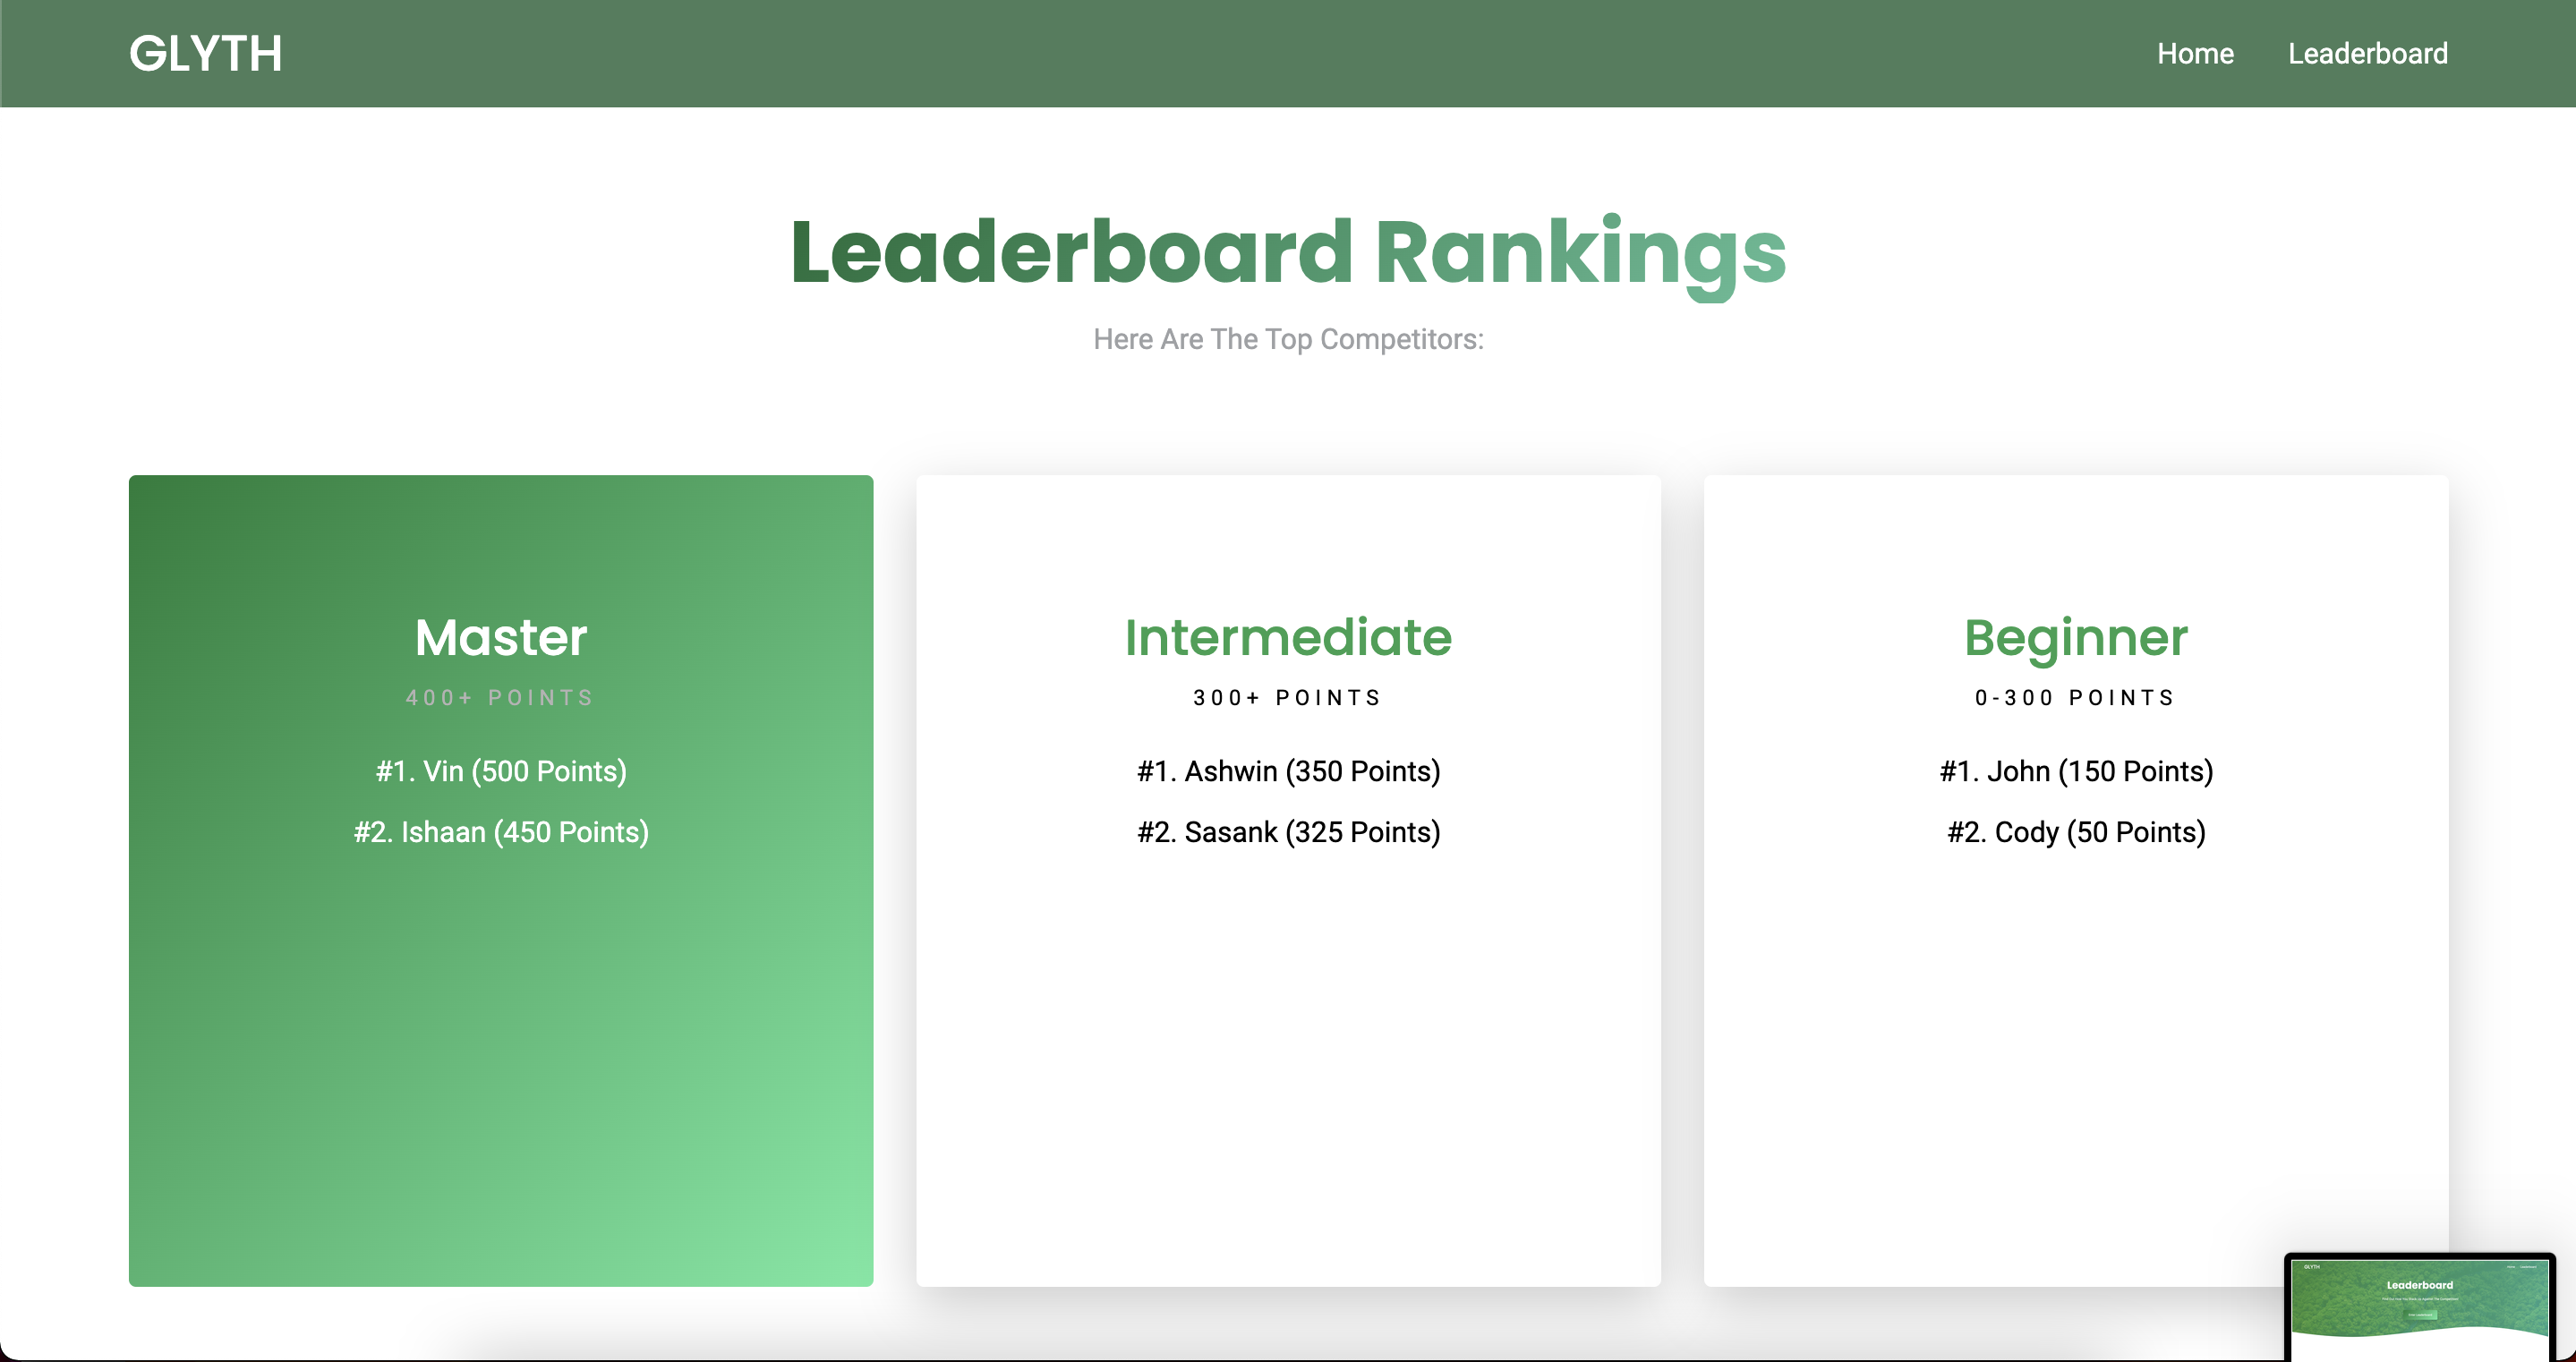 GLYTH
Home
Leaderboard
Leaderboard Rankings
Here Are The Top Competitors:
Master
400+ POINTS
#1. Vin (500 Points)
#2. Ishaan (450 Points)
Intermediate
300+ POINTS
#1. Ashwin (350 Points)
#2. Sasank (325 Points)
Beginner
0-300 POINTS
#1. John (150 Points)
#2. Cody (50 Points)
GLYTH
Leaderboard